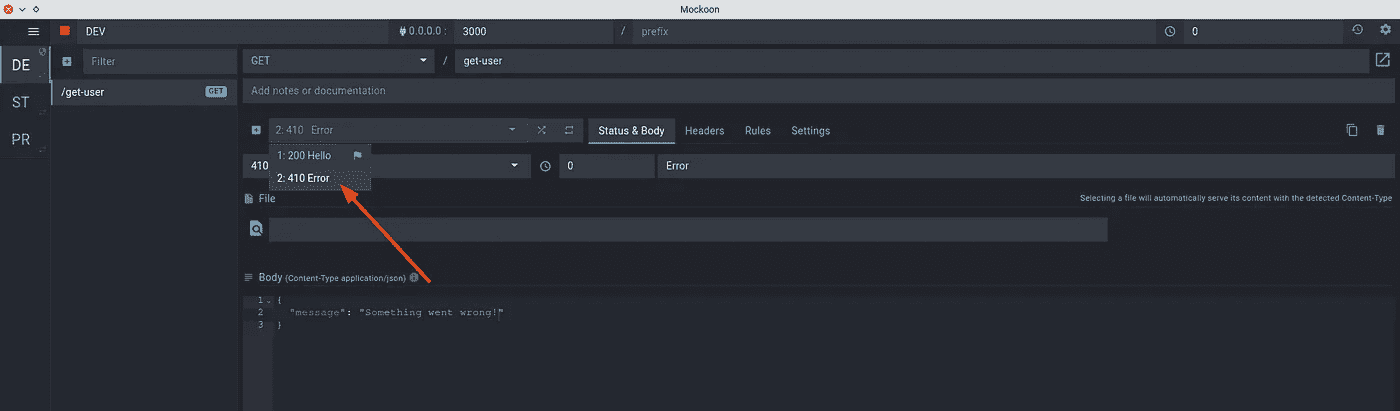 Mockoon
DEV 0.0.0.0 : 3000 / prefix 0
DE Filter GET / get-user
/get-user GET Add notes or documentation
ST
PR 2: 410 Error Status & Body Headers Rules Settings
1: 200 Hello
410 0 Error
2: 410 Error
File Selecting a file will automatically serve its content with the detected Content-Type
Body (Content-Type application/json)
1 {
2 "message": "Something went wrong!"
3 }